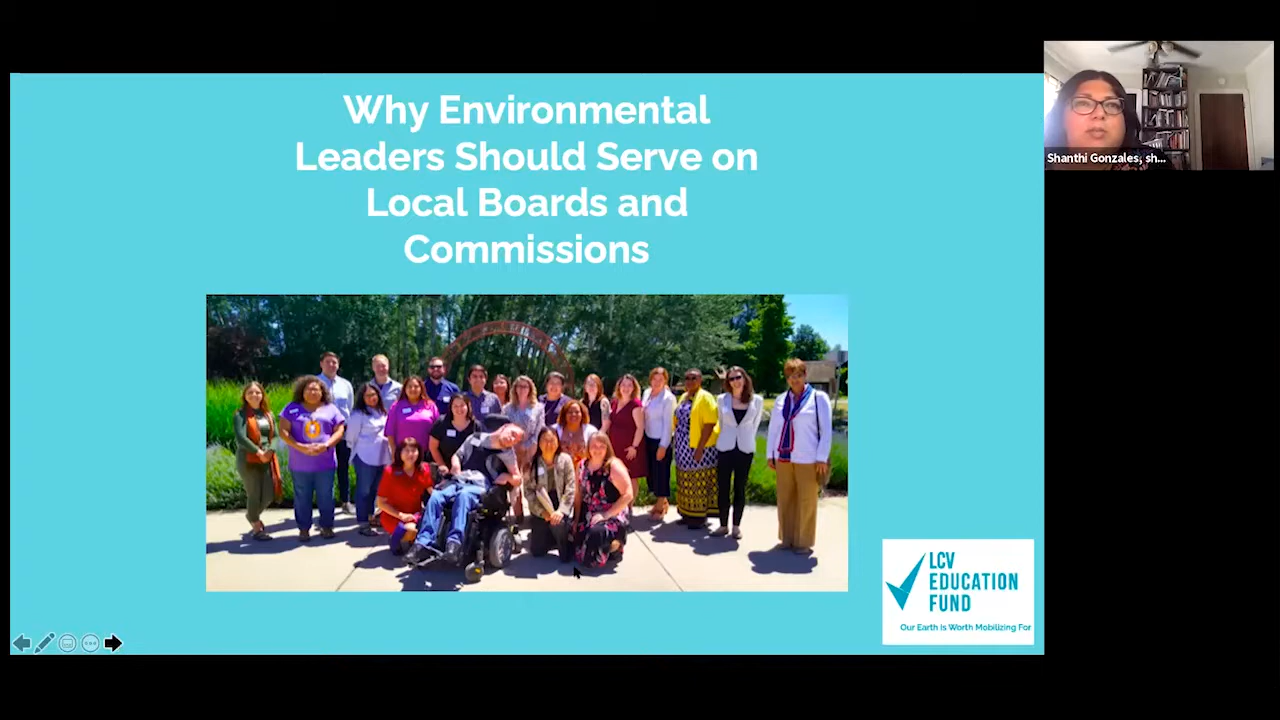 Why Environmental
Leaders Should Serve on
Local Boards and
Commissions
Shanthi Gonzales, sh...
LCV
EDUCATION
FUND
Our Earth Is Worth Mobilizing For